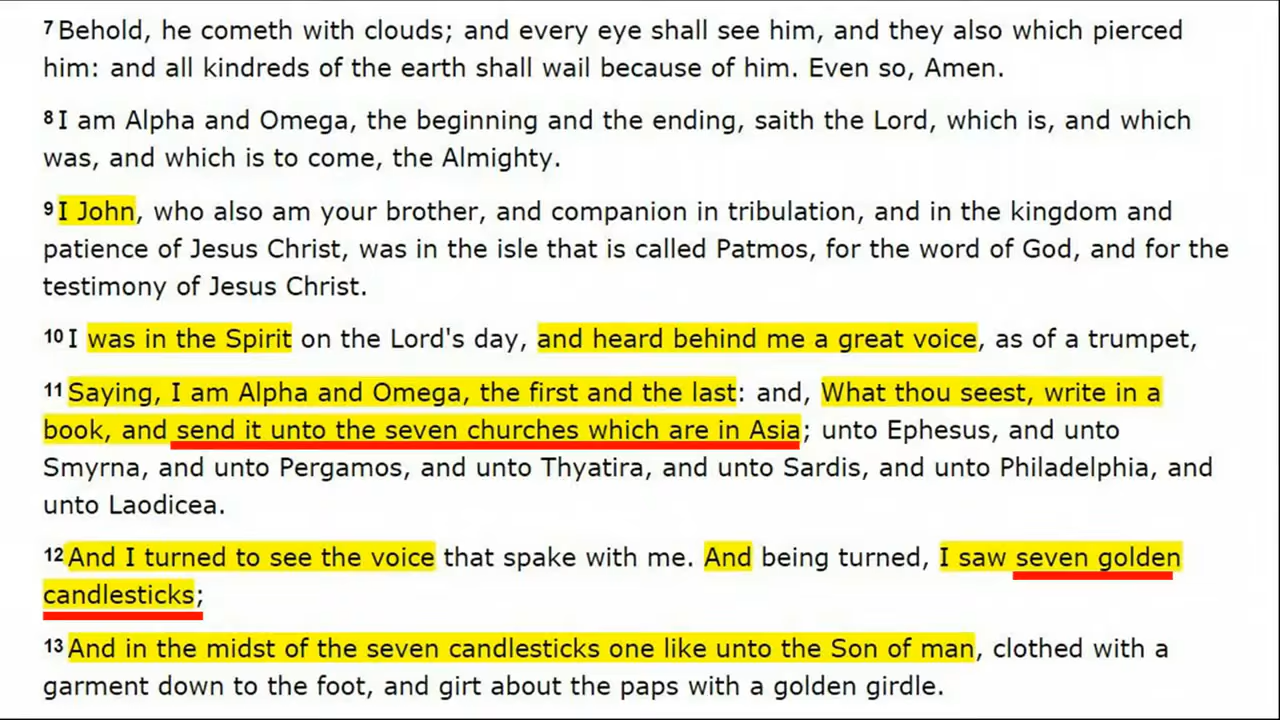 7 Behold, he cometh with clouds; and every eye shall see him, and they also which pierced
him: and all kindreds of the earth shall wail because of him. Even so, Amen.
8 I am Alpha and Omega, the beginning and the ending, saith the Lord, which is, and which
was, and which is to come, the Almighty.
9 I John, who also am your brother, and companion in tribulation, and in the kingdom and
patience of Jesus Christ, was in the isle that is called Patmos, for the word of God, and for the
testimony of Jesus Christ.
10 I was in the Spirit on the Lord's day, and heard behind me a great voice, as of a trumpet,
11 Saying, I am Alpha and Omega, the first and the last: and, What thou seest, write in a
book, and send it unto the seven churches which are in Asia; unto Ephesus, and unto
Smyrna, and unto Pergamos, and unto Thyatira, and unto Sardis, and unto Philadelphia, and
unto Laodicea.
12 And I turned to see the voice that spake with me. And being turned, I saw seven golden
candlesticks;
13 And in the midst of the seven candlesticks one like unto the Son of man, clothed with a
garment down to the foot, and girt about the paps with a golden girdle.